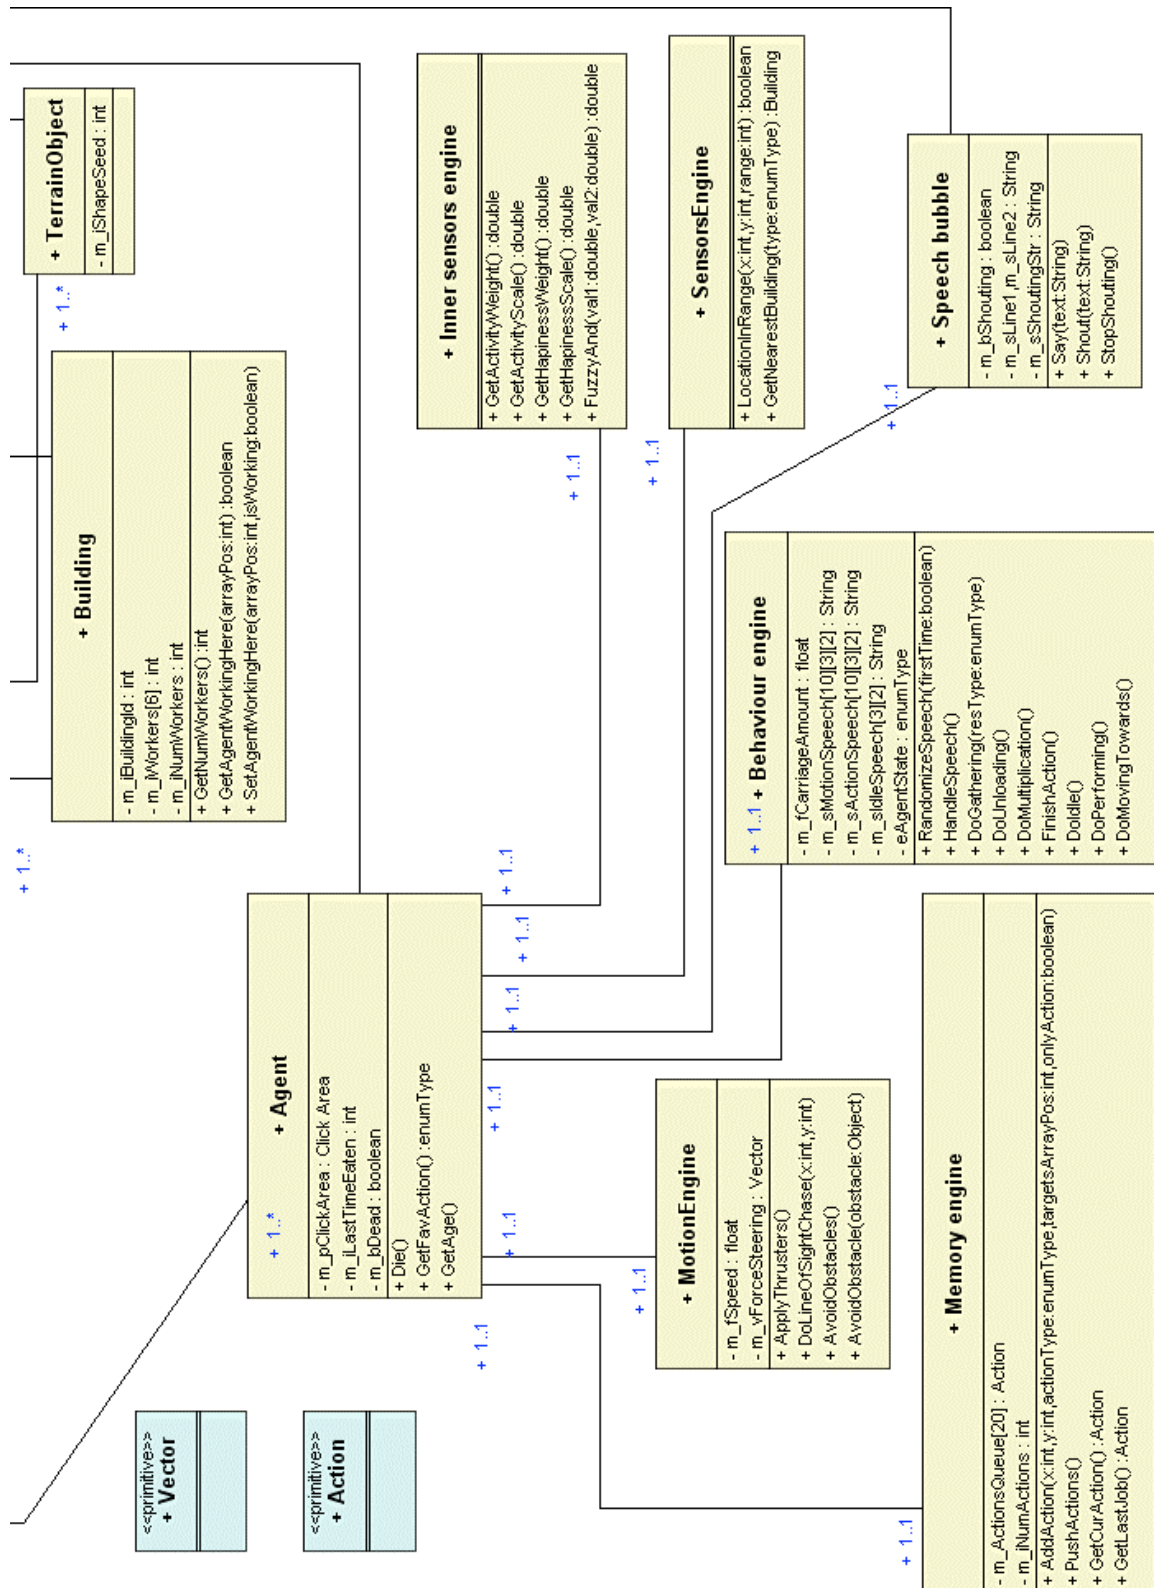 + TerrainObject
- m_iShapeSeed : int
+ 1..*
+ Building
- m_iBuildingId : int
- m_iWorkers[6] : int
- m_iNumWorkers : int
+ GetNumWorkers() :int
+ GetAgentWorkingHere(arrayPos:int) :boolean
+ SetAgentWorkingHere(arrayPos:int,isWorking:boolean)
+ 1..*
+ Inner sensors engine
+ GetActivityWeight() :double
+ GetActivityScale() :double
+ GetHapinessWeight() :double
+ GetHapinessScale() :double
+ FuzzyAnd(val1:double,val2:double) :double
+ 1..1
+ SensorsEngine
+ LocationInRange(x:int,y:int,range:int) :boolean
+ GetNearestBuilding(type:enumType) :Building
+ 1..1
+ Speech bubble
- m_bShouting : boolean
- m_sLine1,m_sLine2 : String
- m_sShoutingStr : String
+ Say(text:String)
+ Shout(text:String)
+ StopShouting()
+ 1..1
+ 1..1 + Behaviour engine
- m_fCarriageAmount : float
- m_sMotionSpeech[10][3][2] : String
- m_sActionSpeech[10][3][2] : String
- m_sIdleSpeech[3][2] : String
- eAgentState : enumType
+ RandomizeSpeech(firstTime:boolean)
+ HandleSpeech()
+ DoGathering(resType:enumType)
+ DoUnloading()
+ DoMultiplication()
+ FinishAction()
+ DoIdle()
+ DoPerforming()
+ DoMovingTowards()
+ Agent
+ 1..*
- m_pClickArea : Click Area
- m_iLastTimeEaten : int
- m_bDead : boolean
+ Die()
+ GetFavAction() :enumType
+ GetAge()
+ 1..1
+ 1..1
+ 1..1
+ 1..1
+ 1..1
+ 1..1
+ MotionEngine
+ 1..1
- m_fSpeed : float
- m_vForceSteering : Vector
+ ApplyThrusters()
+ DoLineOfSightChase(x:int,y:int)
+ AvoidObstacles()
+ AvoidObstacle(obstacle:Object)
+ Memory engine
+ 1..1
- m_ActionsQueue[20] : Action
- m_iNumActions : int
+ AddAction(x:int,y:int,actionType:enumType,targetsArrayPos:int,onlyAction:boolean)
+ PushActions()
+ GetCurAction() :Action
+ GetLastJob() :Action
<<primitive>>
+ Vector
<<primitive>>
+ Action